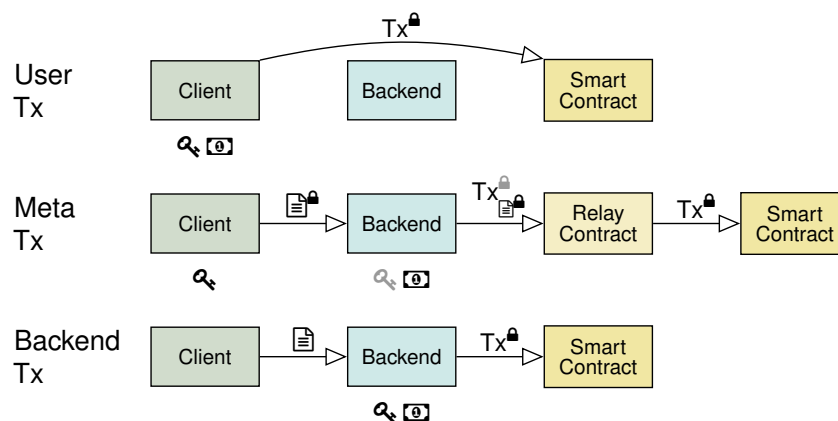 Tx
User
Tx
Client
Backend
Smart
Contract
Meta
Tx
Client
Backend
Tx
Relay
Contract
Tx
Smart
Contract
Backend
Tx
Client
Backend
Tx
Smart
Contract